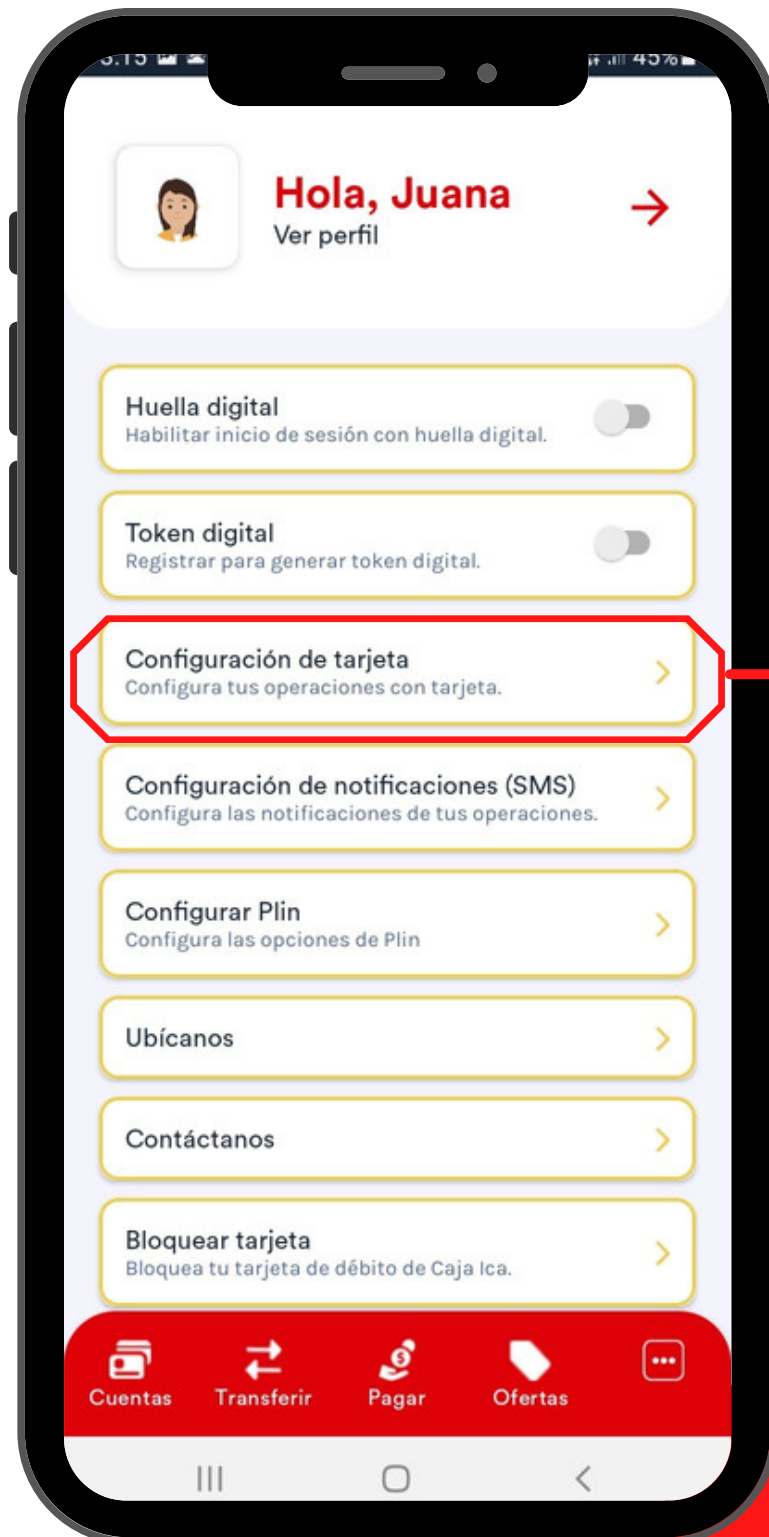 45%
Hola, Juana
Ver perfil
Huella digital
Habilitar inicio de sesión con huella digital.
Token digital
Registrar para generar token digital.
Configuración de tarjeta
Configura tus operaciones con tarjeta.
Configuración de notificaciones (SMS)
Configura las notificaciones de tus operaciones.
Configurar Plin
Configura las opciones de Plin
Ubícanos
Contáctanos
Bloquear tarjeta
Bloquea tu tarjeta de débito de Caja Ica.
Cuentas Transferir Pagar Ofertas